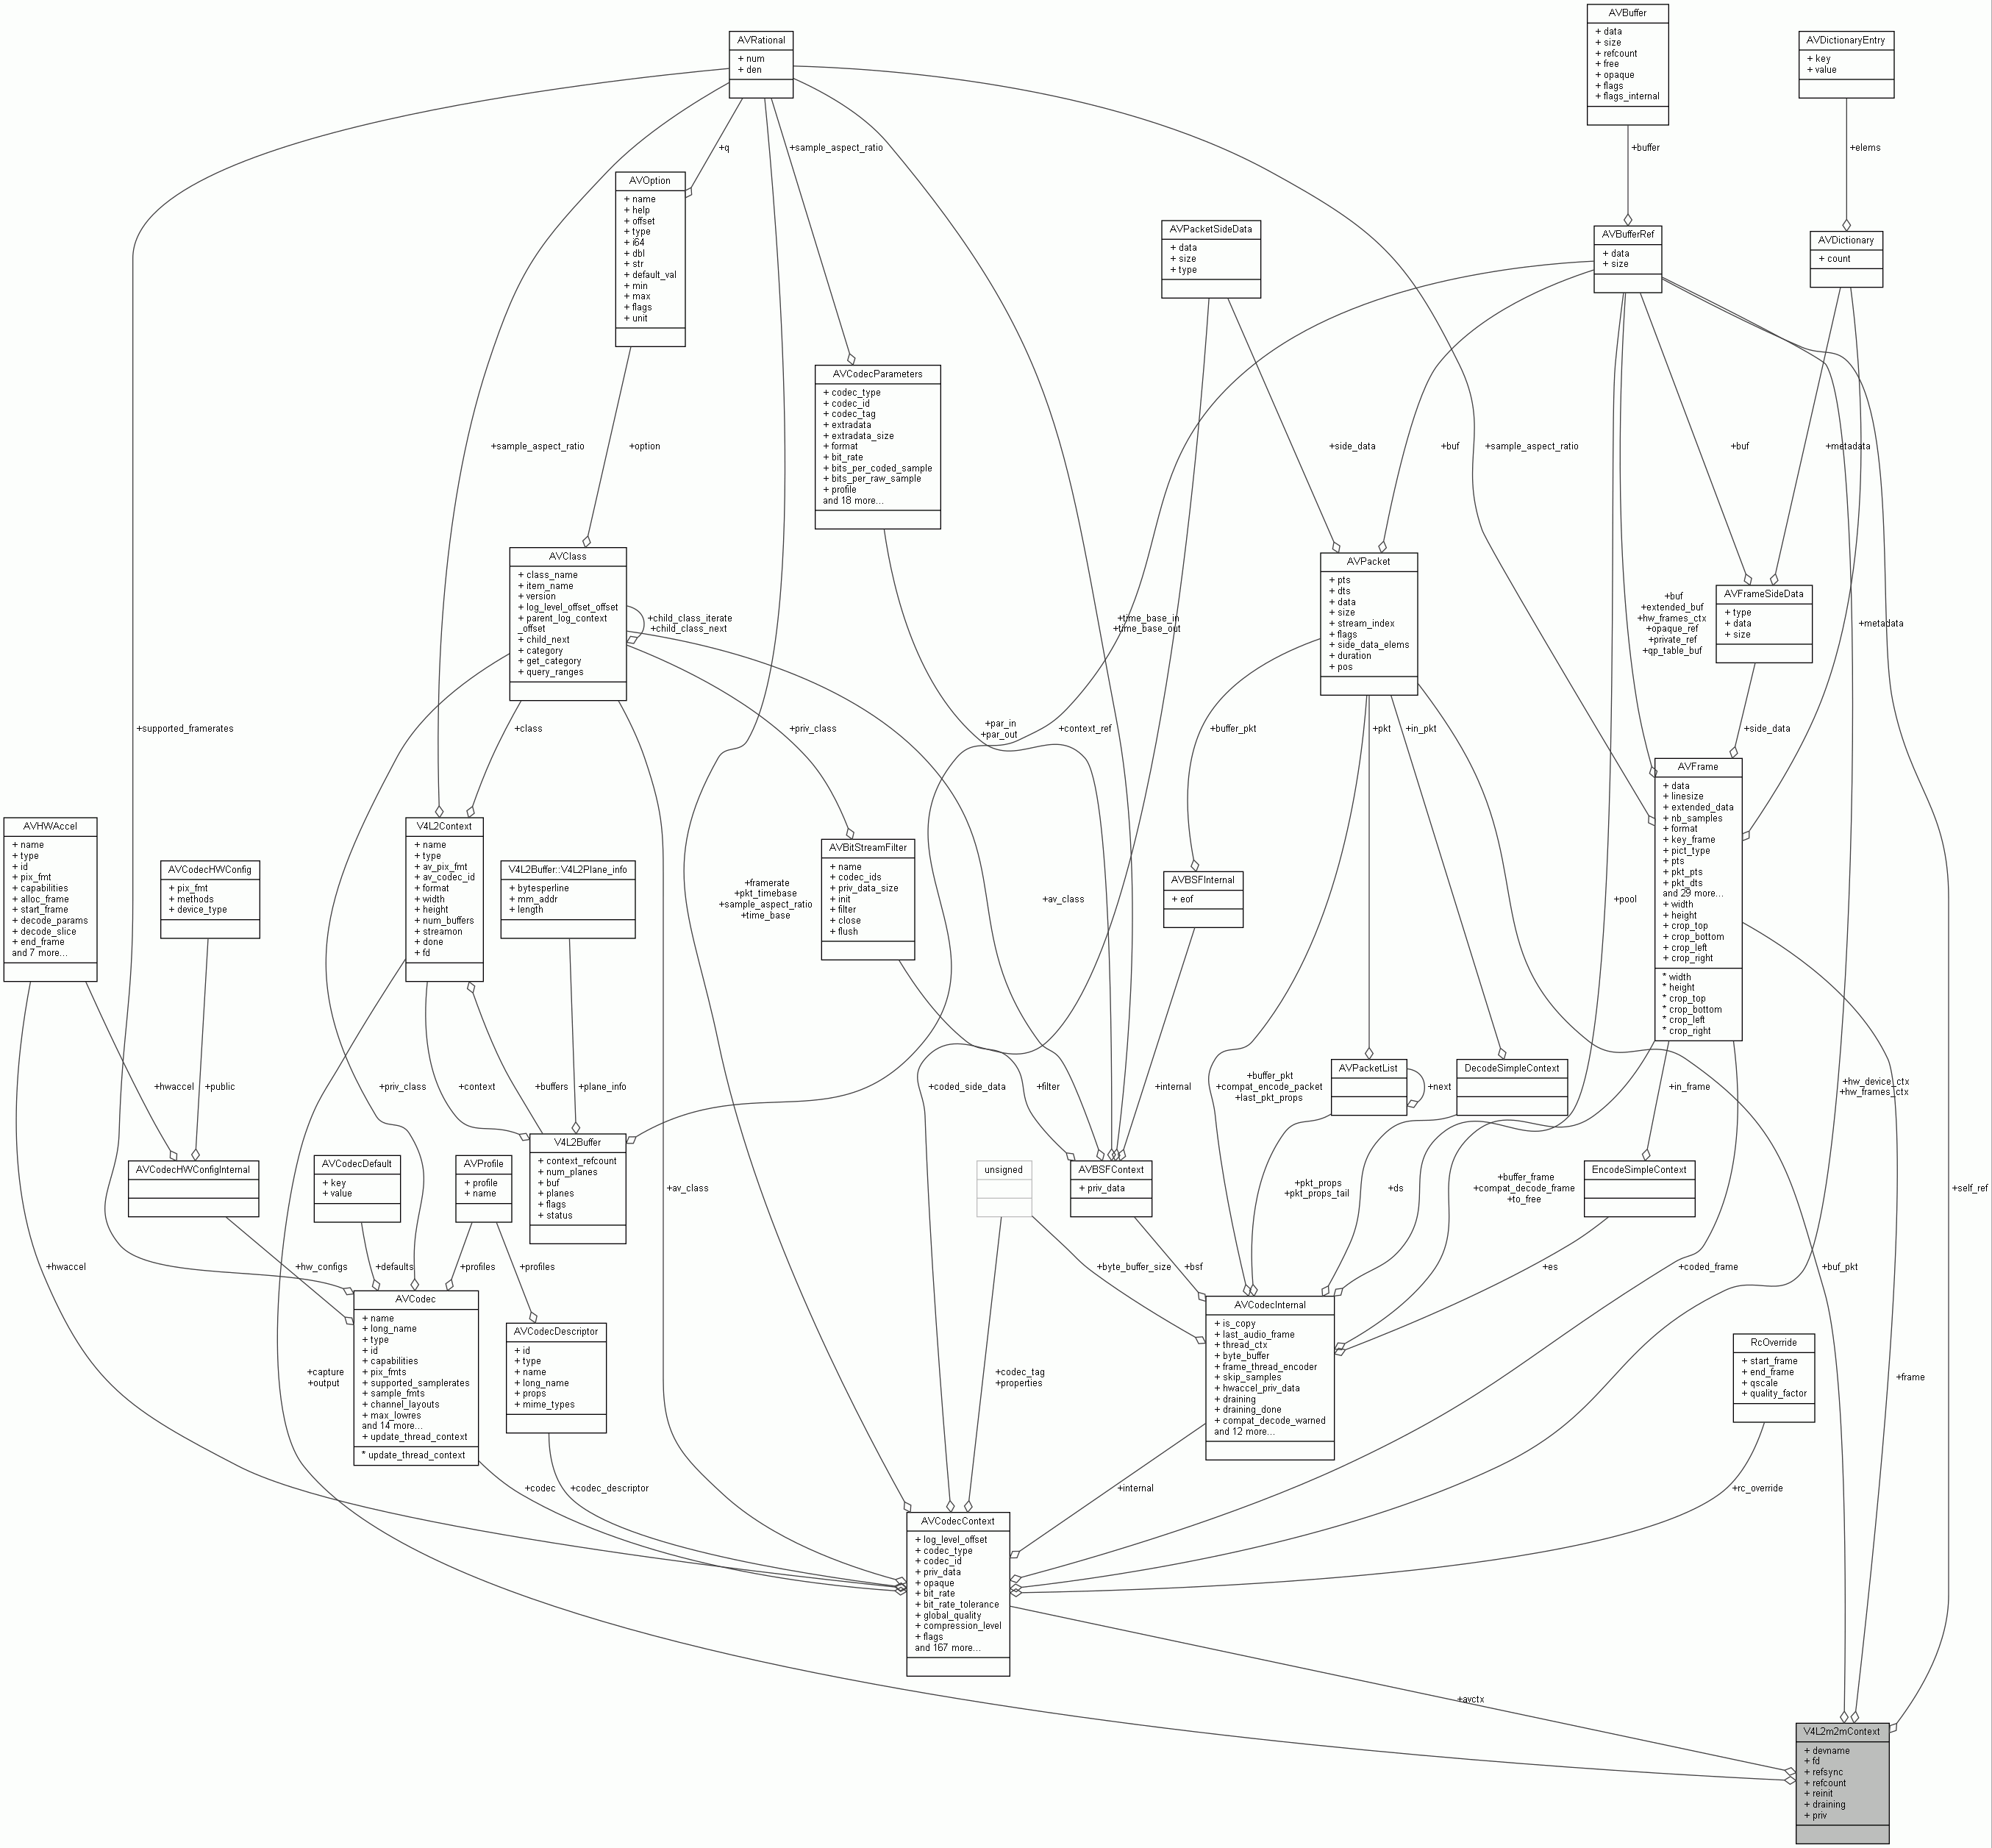 AVBuffer
+ data
+ size
+ refcount
+ free
+ opaque
+ flags
+ flags_internal
AVRational
+ num
+ den
AVDictionaryEntry
+ key
+ value
+q
+sample_aspect_ratio
+buffer
+elems
AVOption
+ name
+ help
+ offset
+ type
+ i64
+ dbl
+ str
+ default_val
+ min
+ max
+ flags
+ unit
AVPacketSideData
+ data
+ size
+ type
AVBufferRef
+ data
+ size
AVDictionary
+ count
AVCodecParameters
+ codec_type
+ codec_id
+ codec_tag
+ extradata
+ extradata_size
+ format
+ bit_rate
+ bits_per_coded_sample
+ bits_per_raw_sample
+ profile
and 18 more...
+sample_aspect_ratio
+option
+side_data
+buf
+sample_aspect_ratio
+buf
+metadata
AVClass
+ class_name
+ item_name
+ version
+ log_level_offset_offset
+ parent_log_context
_offset
+ child_next
+ category
+ get_category
+ query_ranges
+child_class_iterate
+child_class_next
+time_base_in
+time_base_out
AVPacket
+ pts
+ dts
+ data
+ size
+ stream_index
+ flags
+ side_data_elems
+ duration
+ pos
+buf
+extended_buf
+hw_frames_ctx
+opaque_ref
+private_ref
+qp_table_buf
AVFrameSideData
+ type
+ data
+ size
+metadata
+supported_framerates
+class
+priv_class
+par_in
+par_out
+context_ref
+buffer_pkt
+pkt
+in_pkt
+side_data
AVHWAccel
+ name
+ type
+ id
+ pix_fmt
+ capabilities
+ alloc_frame
+ start_frame
+ decode_params
+ decode_slice
+ end_frame
and 7 more...
AVCodecHWConfig
+ pix_fmt
+ methods
+ device_type
V4L2Context
+ name
+ type
+ av_pix_fmt
+ av_codec_id
+ format
+ width
+ height
+ num_buffers
+ streamon
+ done
+ fd
V4L2Buffer::V4L2Plane_info
+ bytesperline
+ mm_addr
+ length
+framerate
+pkt_timebase
+sample_aspect_ratio
+time_base
AVBitStreamFilter
+ name
+ codec_ids
+ priv_data_size
+ init
+ filter
+ close
+ flush
+av_class
AVBSFInternal
+ eof
+pool
AVFrame
+ data
+ linesize
+ extended_data
+ nb_samples
+ format
+ key_frame
+ pict_type
+ pts
+ pkt_pts
+ pkt_dts
and 29 more...
+ width
+ height
+ crop_top
+ crop_bottom
+ crop_left
+ crop_right
* width
* height
* crop_top
* crop_bottom
* crop_left
* crop_right
+hwaccel
+public
+priv_class
+context
+buffers
+plane_info
+coded_side_data
+filter
+internal
+buffer_pkt
+compat_encode_packet
+last_pkt_props
AVPacketList
+next
DecodeSimpleContext
+in_frame
+hw_device_ctx
+hw_frames_ctx
AVCodecHWConfigInternal
AVCodecDefault
+ key
+ value
AVProfile
+ profile
+ name
V4L2Buffer
+ context_refcount
+ num_planes
+ buf
+ planes
+ flags
+ status
+av_class
unsigned
AVBSFContext
+ priv_data
+pkt_props
+pkt_props_tail
+ds
+buffer_frame
+compat_decode_frame
+to_free
EncodeSimpleContext
+self_ref
+hwaccel
+hw_configs
+defaults
+profiles
+profiles
+byte_buffer_size
+bsf
+es
+coded_frame
+buf_pkt
AVCodec
+ name
+ long_name
+ type
+ id
+ capabilities
+ pix_fmts
+ supported_samplerates
+ sample_fmts
+ channel_layouts
+ max_lowres
and 14 more...
+ update_thread_context
* update_thread_context
AVCodecDescriptor
+ id
+ type
+ name
+ long_name
+ props
+ mime_types
AVCodecInternal
+ is_copy
+ last_audio_frame
+ thread_ctx
+ byte_buffer
+ frame_thread_encoder
+ skip_samples
+ hwaccel_priv_data
+ draining
+ draining_done
+ compat_decode_warned
and 12 more...
RcOverride
+ start_frame
+ end_frame
+ qscale
+ quality_factor
+capture
+output
+codec_tag
+properties
+frame
+codec
+codec_descriptor
+internal
+rc_override
AVCodecContext
+ log_level_offset
+ codec_type
+ codec_id
+ priv_data
+ opaque
+ bit_rate
+ bit_rate_tolerance
+ global_quality
+ compression_level
+ flags
and 167 more...
+avctx
V4L2m2mContext
+ devname
+ fd
+ refsync
+ refcount
+ reinit
+ draining
+ priv